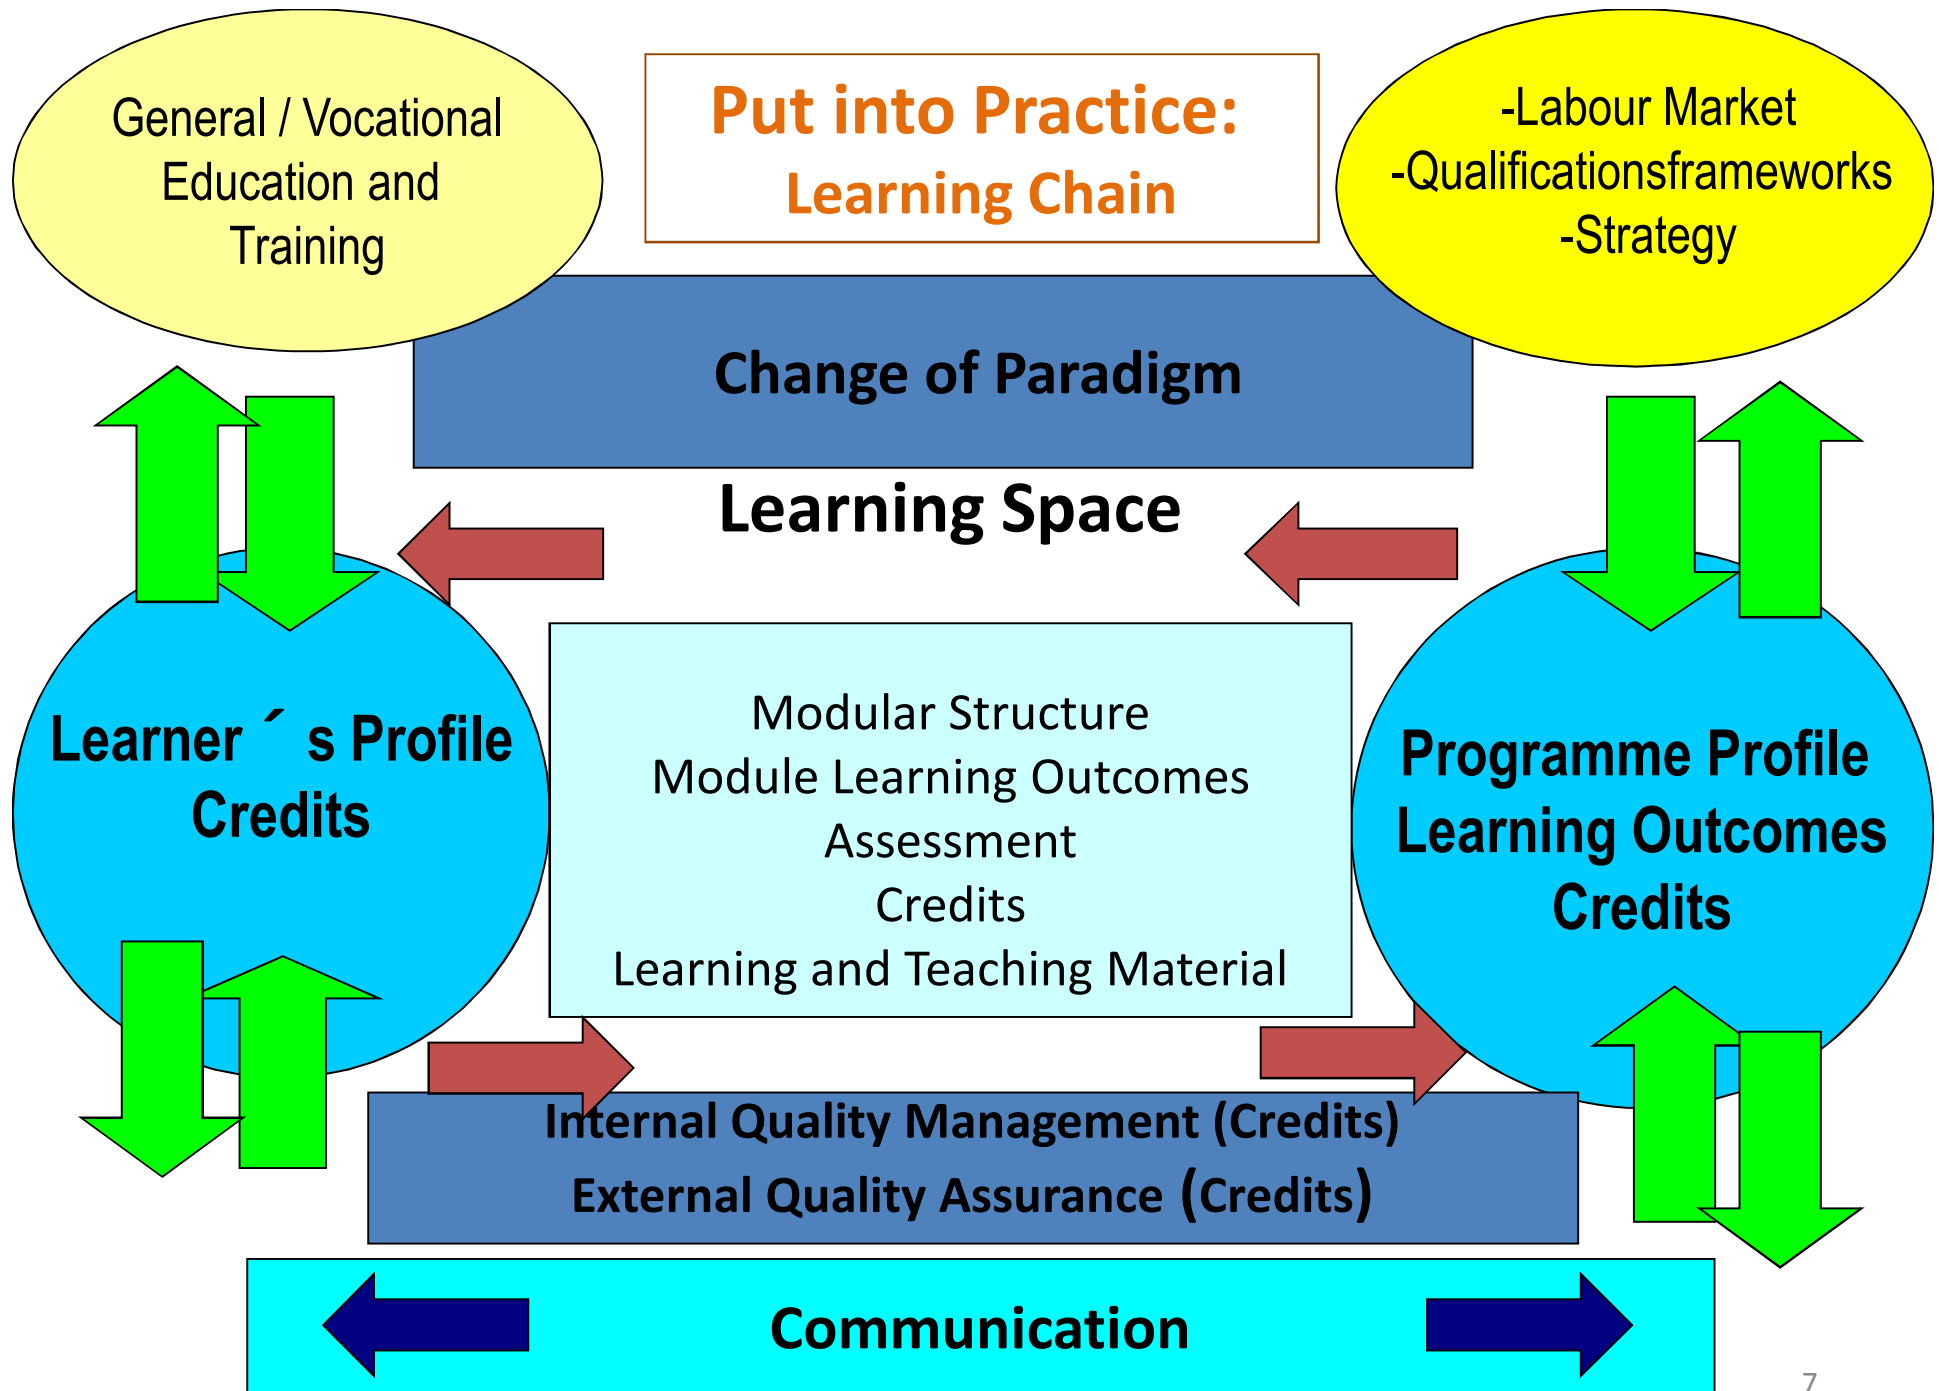 General / Vocational
Education and
Training
Put into Practice:
Learning Chain
-Labour Market
-Qualificationsframeworks
-Strategy
Change of Paradigm
Learning Space
Learner ´ s Profile
Credits
Modular Structure
Module Learning Outcomes
Assessment
Credits
Learning and Teaching Material
Programme Profile
Learning Outcomes
Credits
Internal Quality Management (Credits)
External Quality Assurance (Credits)
Communication
7